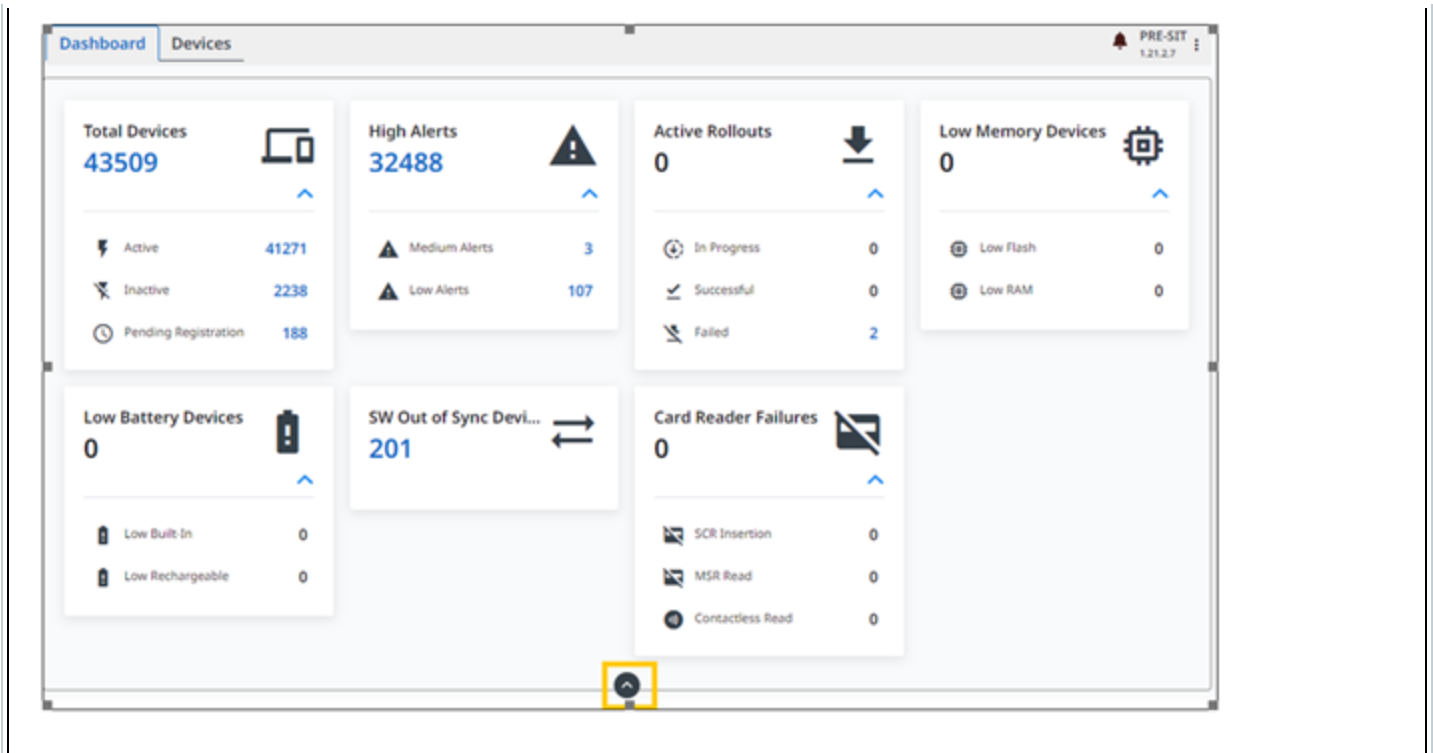 Dashboard Devices
PRE-SIT
1.21.2.7
Total Devices
43509
Active 41271
Inactive 2238
Pending Registration 188
High Alerts
32488
Medium Alerts 3
Low Alerts 107
Active Rollouts
0
In Progress 0
Successful 0
Failed 2
Low Memory Devices
0
Low Flash 0
Low RAM 0
Low Battery Devices
0
Low Built-In 0
Low Rechargeable 0
SW Out of Sync Devi...
201
Card Reader Failures
0
SCR Insertion 0
MSR Read 0
Contactless Read 0